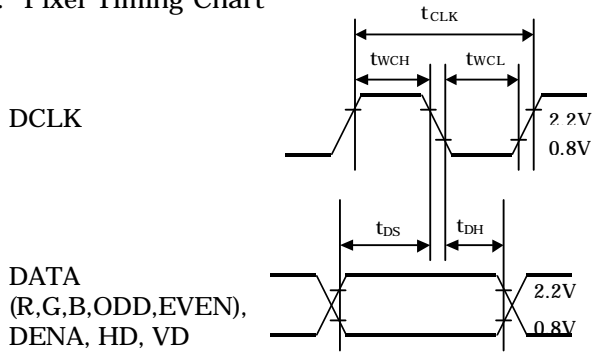 . Pixel Timing Chart
tCLK
tWCH tWCL
DCLK
2.2V
0.8V
tDS tDH
DATA
(R,G,B,ODD,EVEN),
DENA, HD, VD
2.2V
0.8V